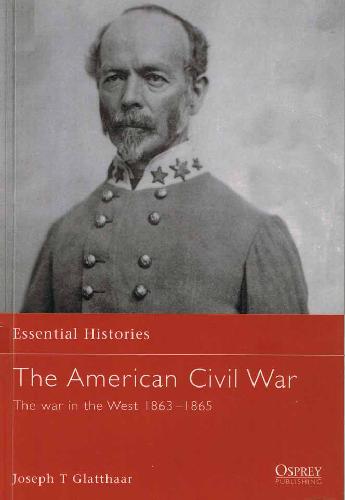 Essential Histories
The American Civil War
The war in the West 1863–1865
Joseph T Glatthaar
OSPREY
PUBLISHING